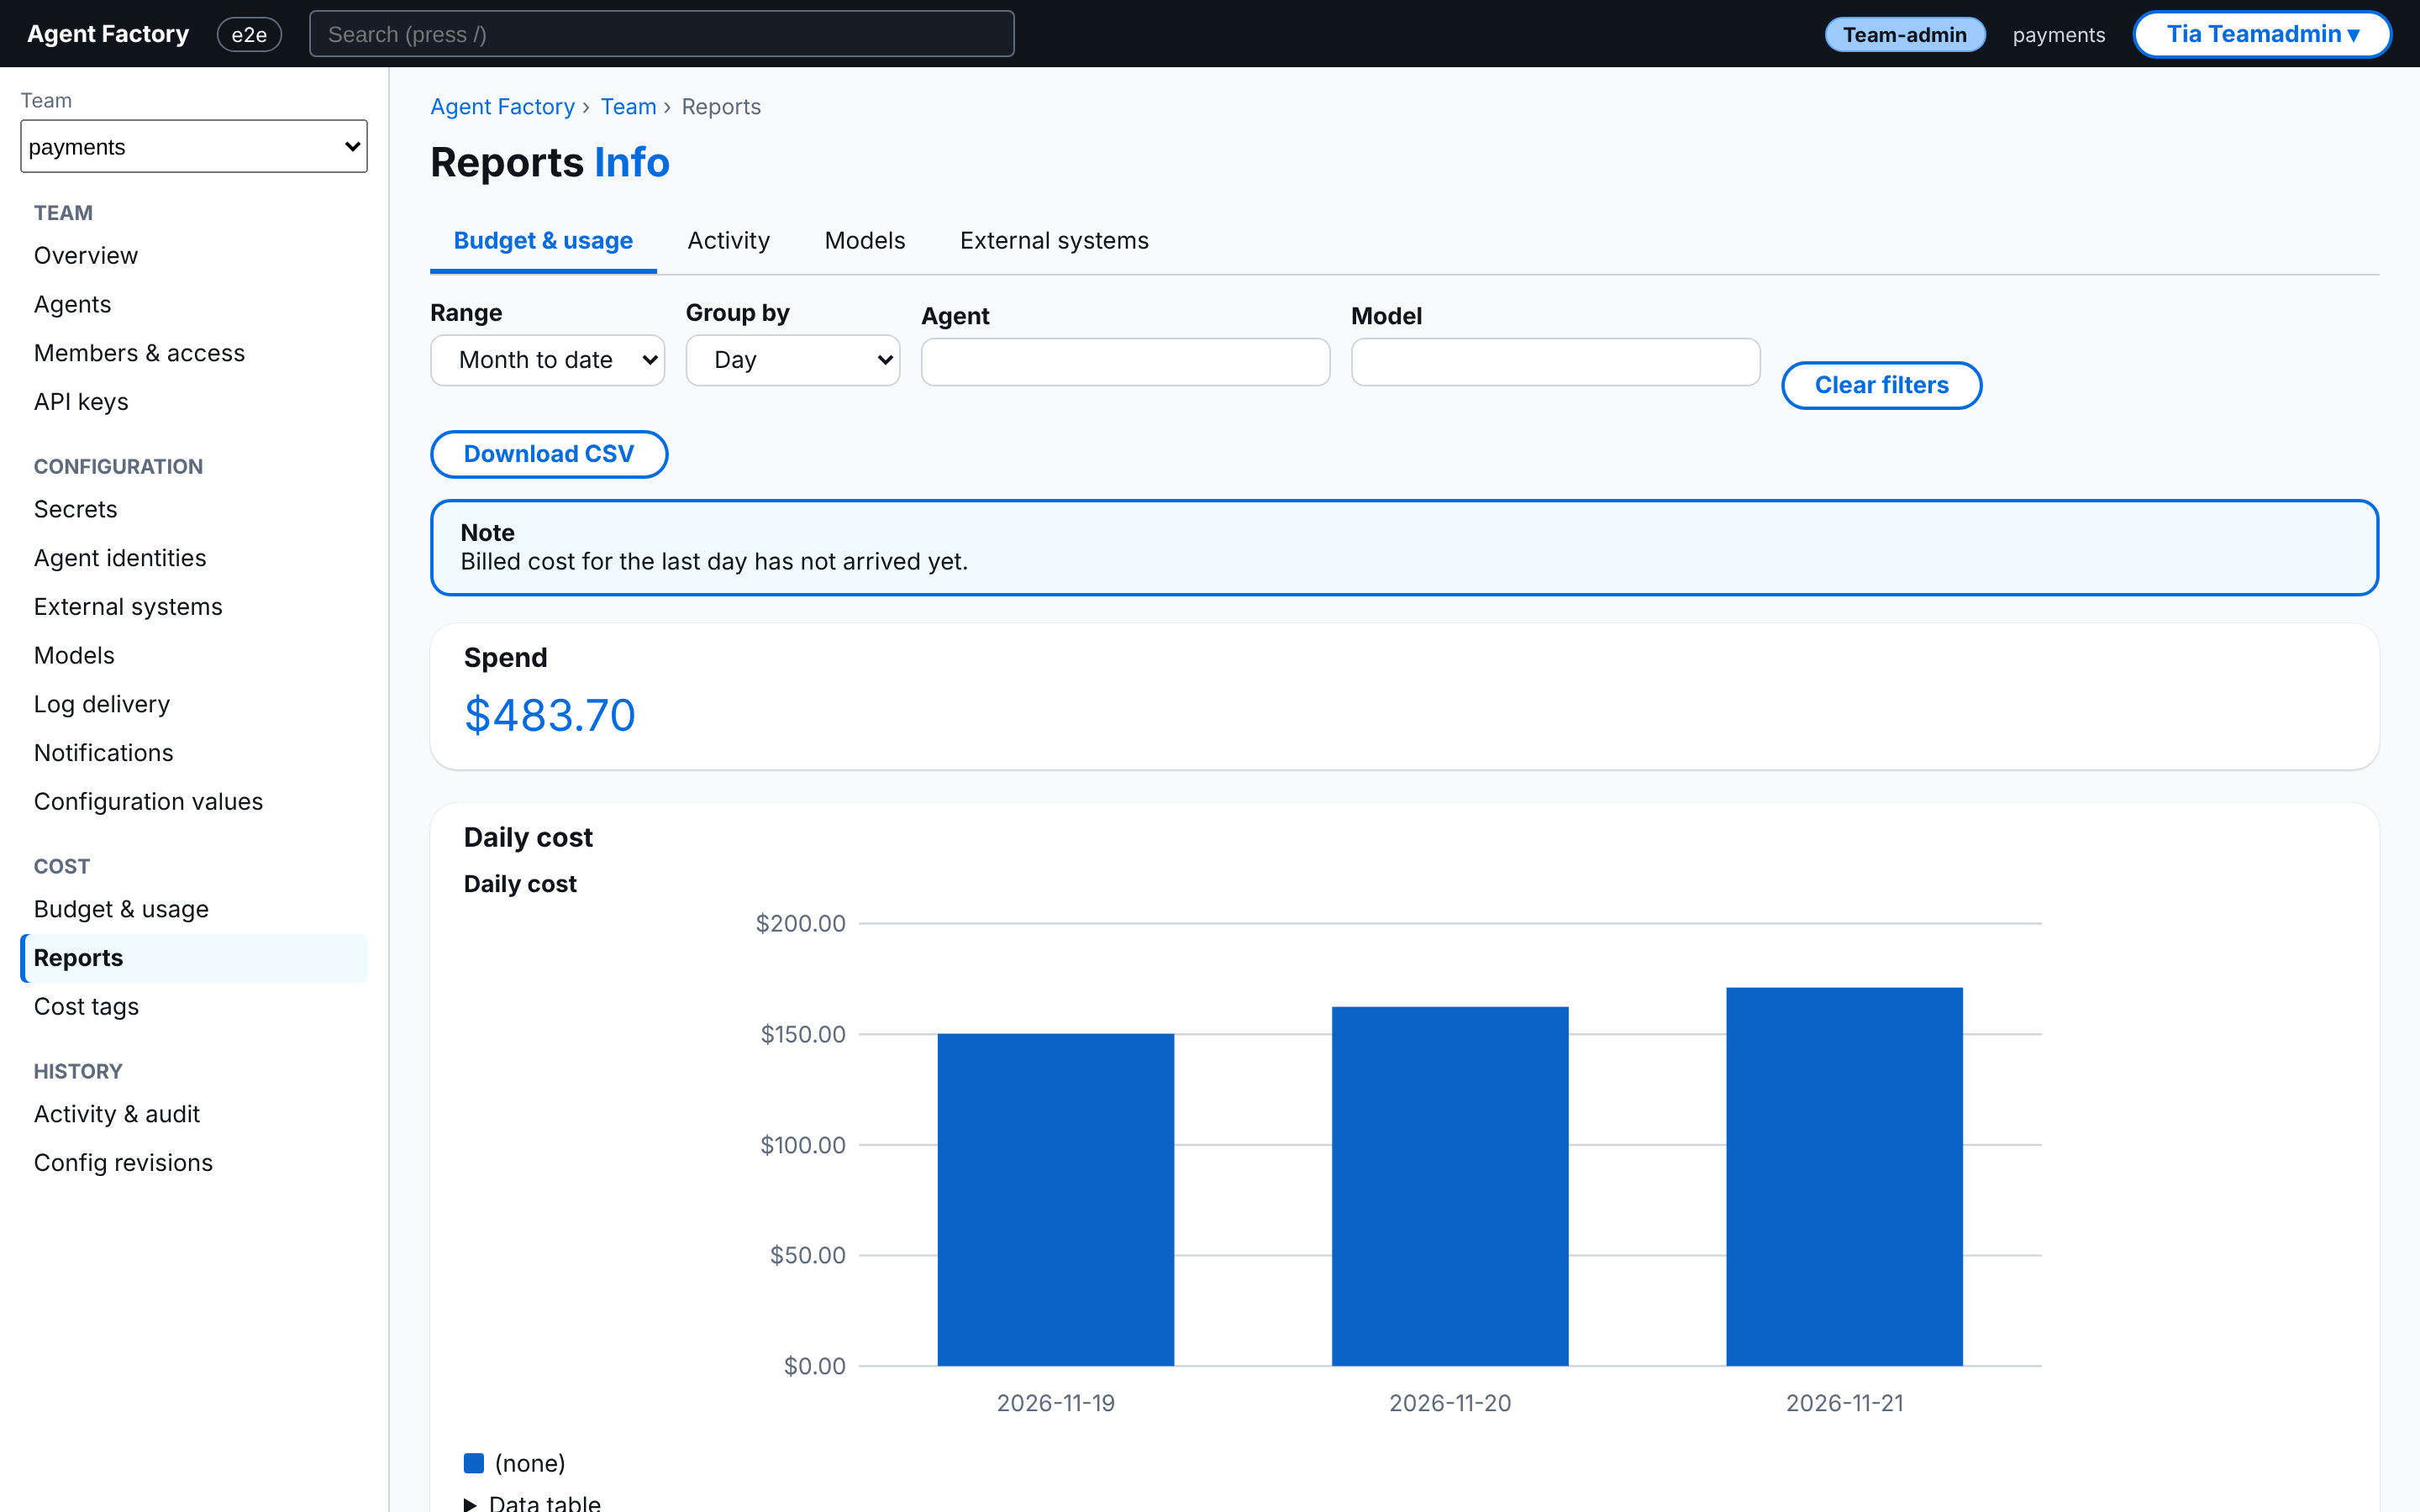 Agent Factory
e2e
Search (press /)
Team-admin
payments
Tia Teamadmin ▾
Team
payments
TEAM
Overview
Agents
Members & access
API keys
CONFIGURATION
Secrets
Agent identities
External systems
Models
Log delivery
Notifications
Configuration values
COST
Budget & usage
Reports
Cost tags
HISTORY
Activity & audit
Config revisions
Agent Factory › Team › Reports
Reports Info
Budget & usage
Activity
Models
External systems
Range
Month to date
Group by
Day
Agent
Model
Clear filters
Download CSV
Note
Billed cost for the last day has not arrived yet.
Spend
$483.70
Daily cost
Daily cost
$200.00
$150.00
$100.00
$50.00
$0.00
2026-11-19
2026-11-20
2026-11-21
(none)
Data table